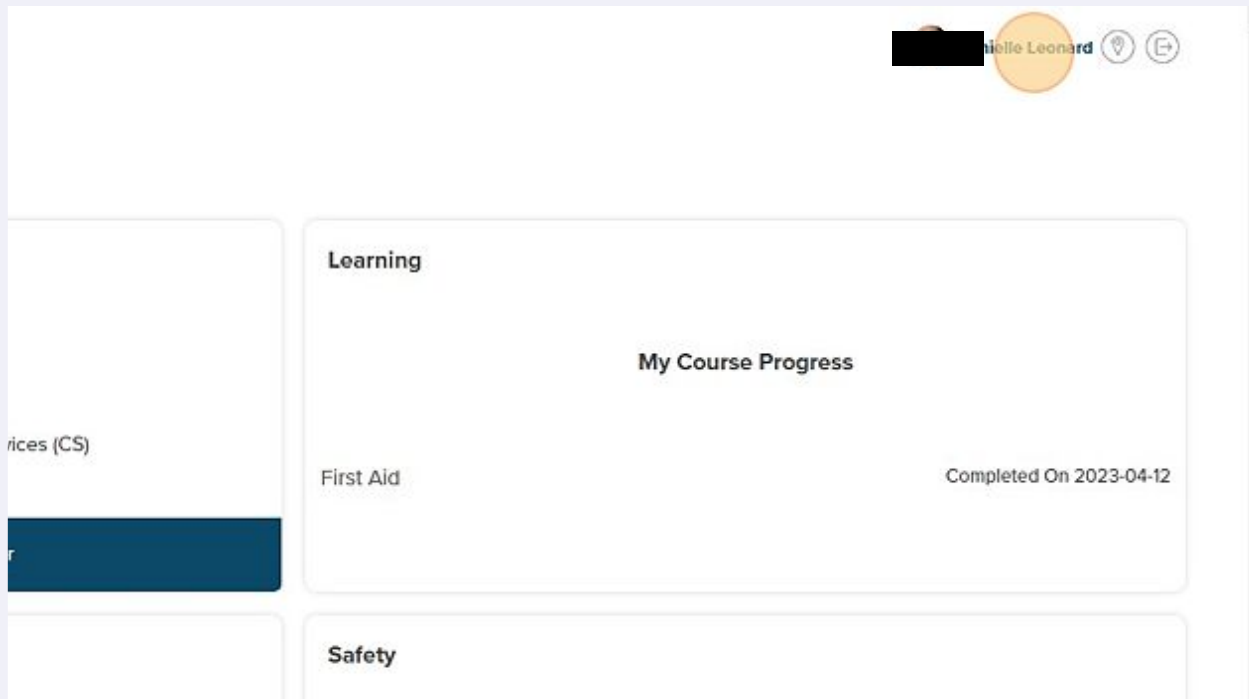 nielle Leonard
Learning
My Course Progress
vices (CS)
First Aid
Completed On 2023-04-12
r
Safety